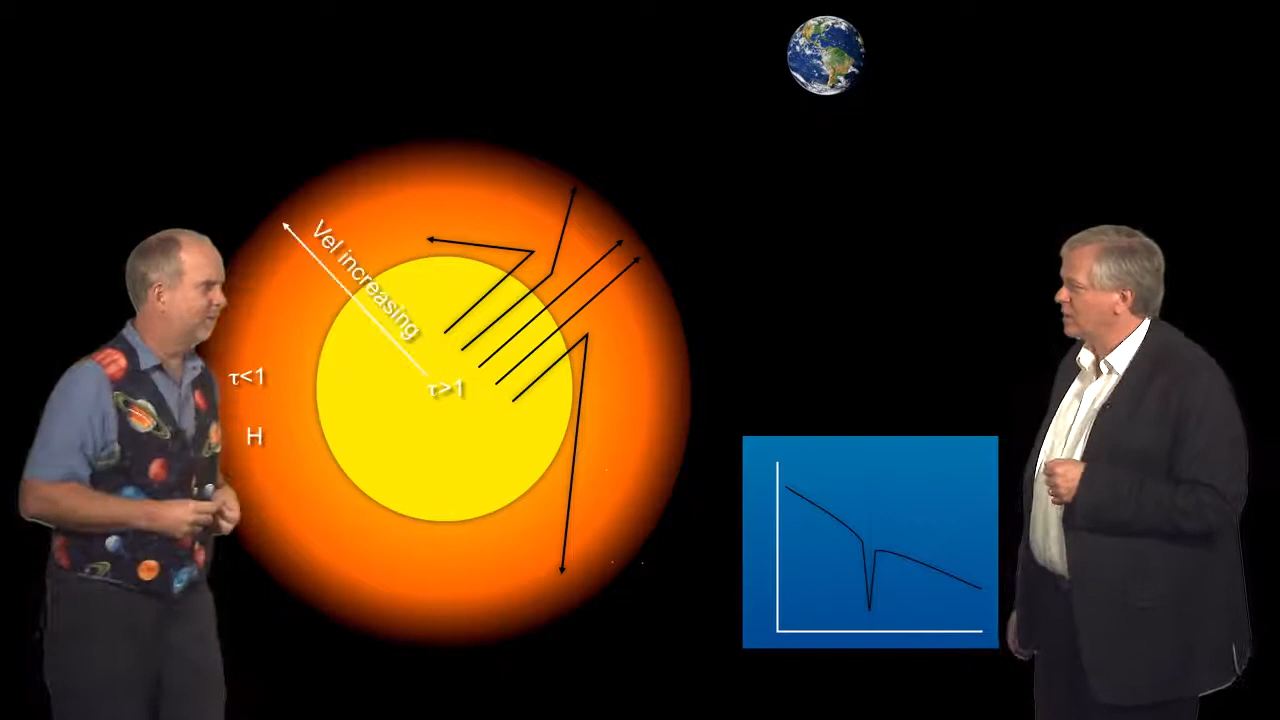 Vel increasing
τ<1
τ>1
H